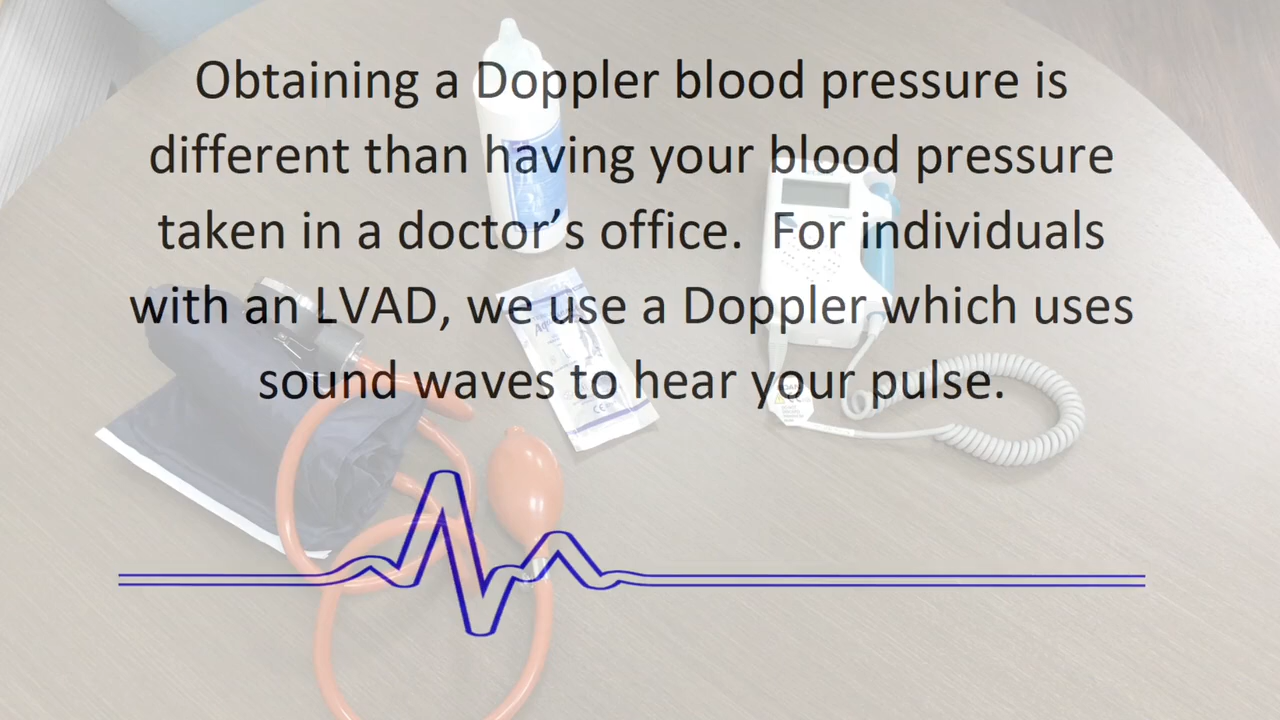 Obtaining a Doppler blood pressure is
different than having your blood pressure
taken in a doctor’s office.  For individuals
with an LVAD, we use a Doppler which uses
sound waves to hear your pulse.